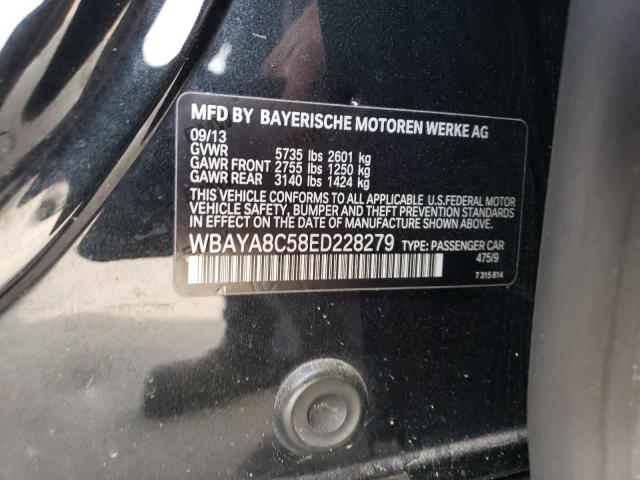 MFD BY BAYERISCHE MOTOREN WERKE AG
09/13
GVWR 5735 lbs 2601 kg
GAWR FRONT 2755 lbs 1250 kg
GAWR REAR 3140 lbs 1424 kg
THIS VEHICLE CONFORMS TO ALL APPLICABLE U.S.FEDERAL MOTOR
VEHICLE SAFETY, BUMPER AND THEFT PREVENTION STANDARDS
IN EFFECT ON THE DATE OF MANUFACTURE SHOWN ABOVE.
WBAYA8C58ED228279 TYPE: PASSENGER CAR
475/9
7315814